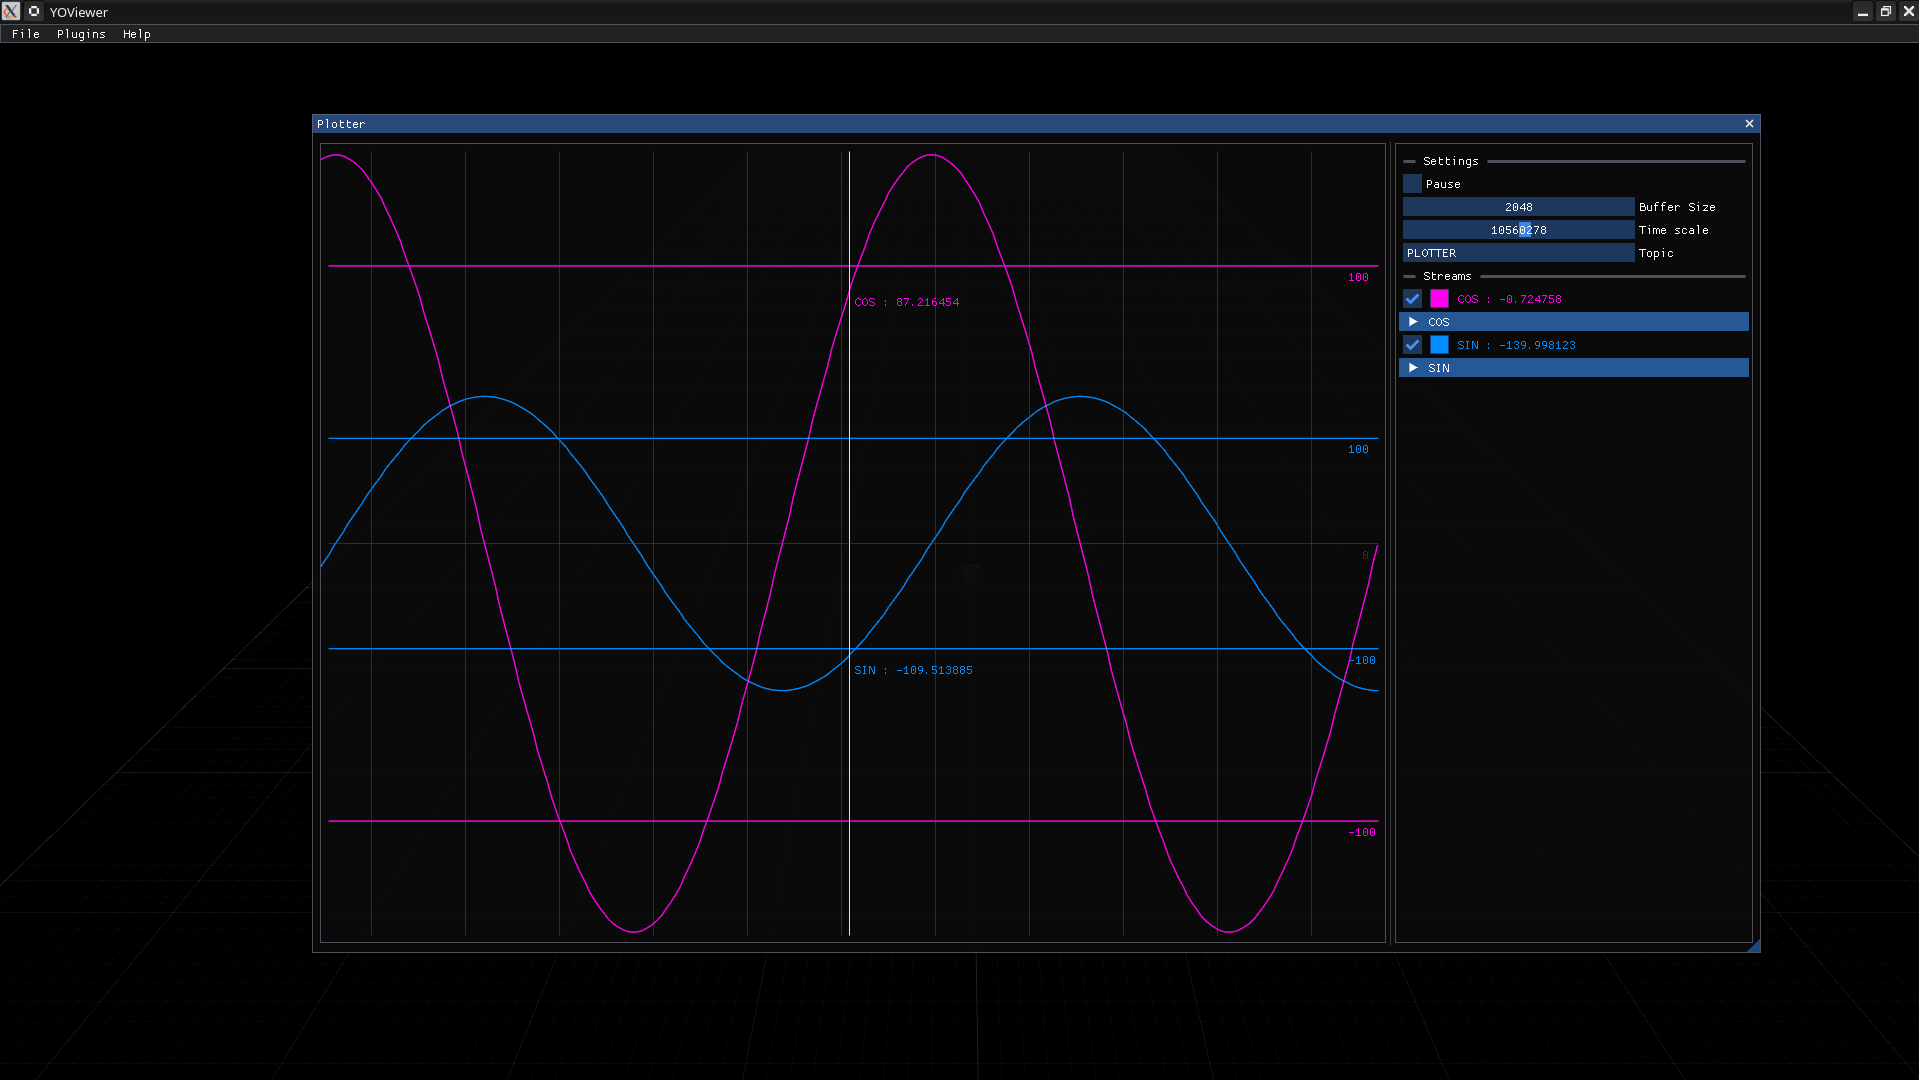 YOViewer
File Plugins Help
Plotter
100
COS : 87.216454
100
0
-100
SIN : -109.513885
-100
Settings
Pause
2048 Buffer Size
10560278 Time scale
PLOTTER Topic
Streams
COS : -0.724758
COS
SIN : -139.998123
SIN